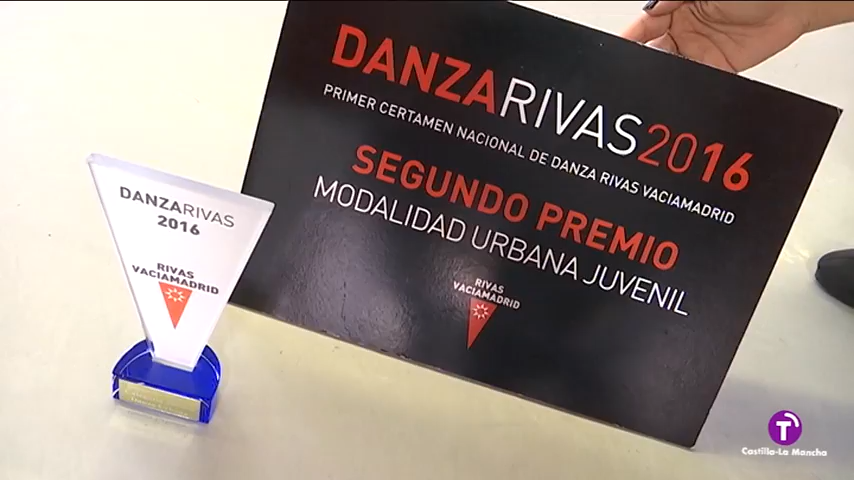 DANZARIVAS2016
PRIMER CERTAMEN NACIONAL DE DANZA RIVAS VACIAMADRID
SEGUNDO PREMIO
MODALIDAD URBANA JUVENIL
RIVAS
VACIAMADRID
DANZARIVAS
2016
RIVAS
VACIAMADRID
T
Castilla-La Mancha